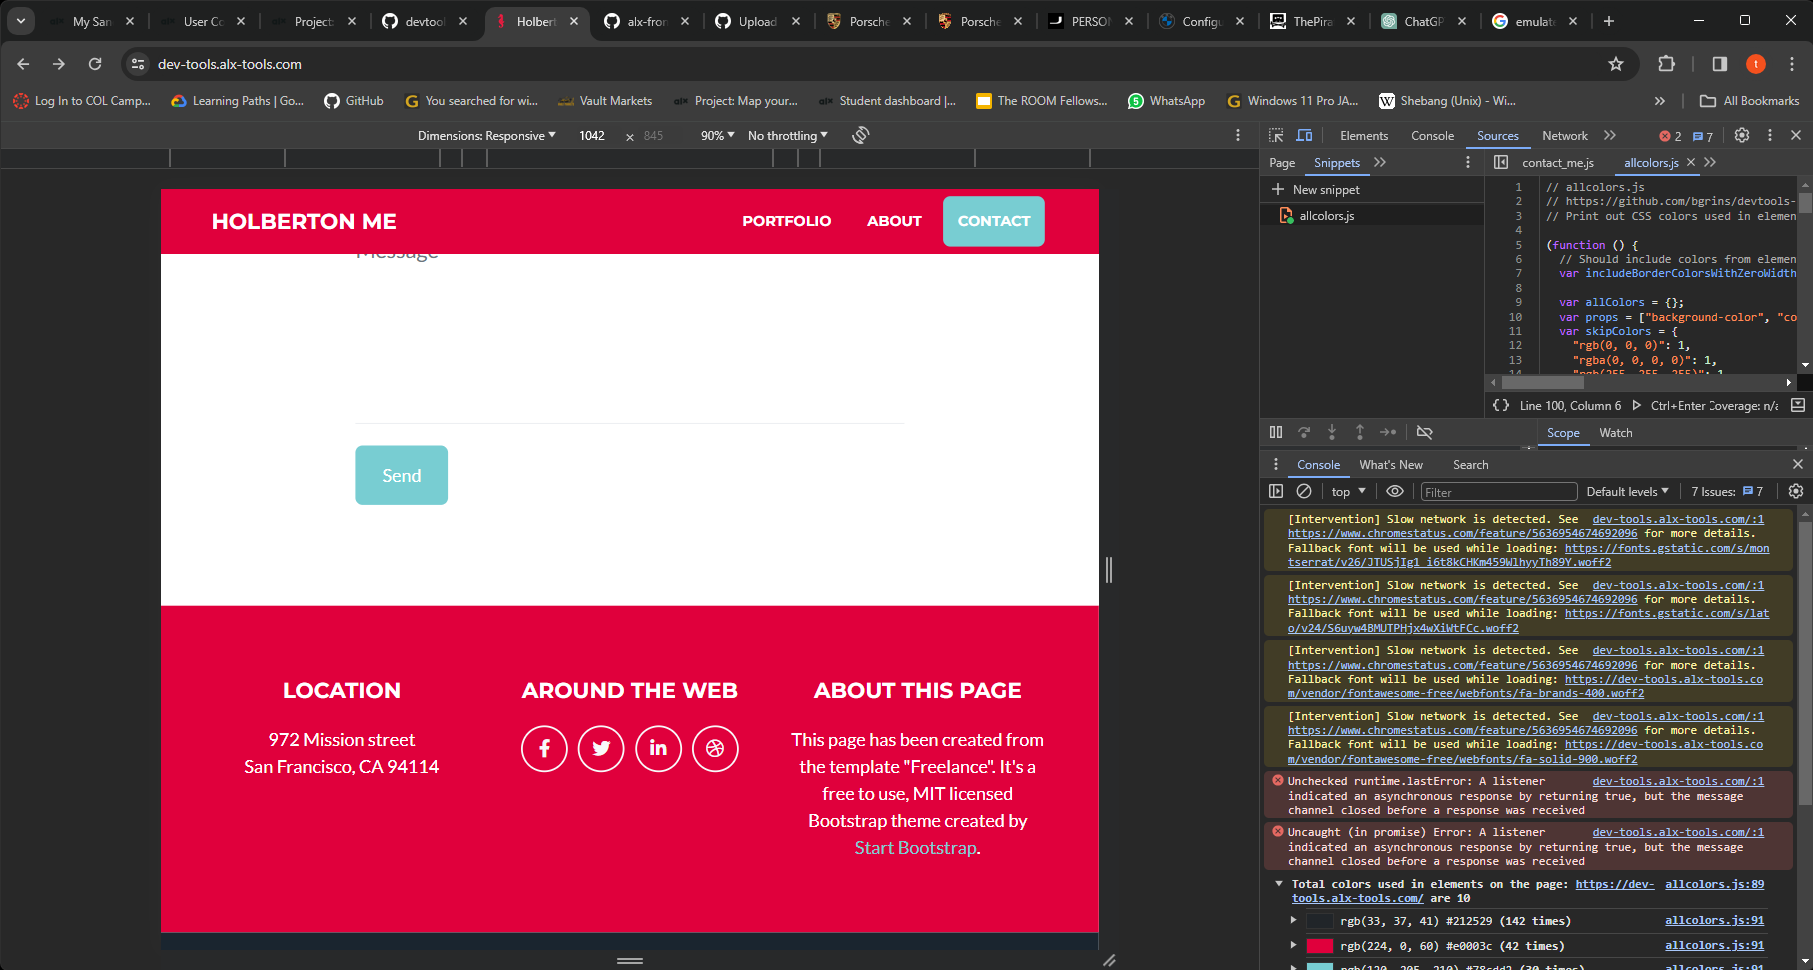 My San
User Co
Project:
devtool
Holbert
alx-fron
Upload
Porsche
Porsche
PERSON
Configu
ThePira
ChatGP
emulate
dev-tools.alx-tools.com
t
Log In to COL Camp...
Learning Paths | Go...
GitHub
You searched for wi...
Vault Markets
Project: Map your...
Student dashboard |...
The ROOM Fellows...
WhatsApp
Windows 11 Pro JA...
Shebang (Unix) - Wi...
All Bookmarks
Dimensions: Responsive 1042 × 845 90% No throttling
Elements Console Sources Network 2 7
Page Snippets
contact_me.js allcolors.js
New snippet
allcolors.js
1 // allcolors.js
2 // https://github.com/bgrins/devtools-
3 // Print out CSS colors used in elemen
4
5 (function () {
6 // Should include colors from elemen
7 var includeBorderColorsWithZeroWidth
8
9 var allColors = {};
10 var props = ["background-color", "co
11 var skipColors = {
12 "rgb(0, 0, 0)": 1,
13 "rgba(0, 0, 0, 0)": 1,
14 "rgb(255, 255, 255)": 1
{} Line 100, Column 6 Ctrl+Enter Coverage: n/a
Scope Watch
Console What's New Search
top Filter Default levels 7 Issues: 7
[Intervention] Slow network is detected. See dev-tools.alx-tools.com/:1
https://www.chromestatus.com/feature/5636954674692096 for more details.
Fallback font will be used while loading: https://fonts.gstatic.com/s/mon
tserrat/v26/JTUSjIg1_i6t8kCHKm459WlhyyTh89Y.woff2
[Intervention] Slow network is detected. See dev-tools.alx-tools.com/:1
https://www.chromestatus.com/feature/5636954674692096 for more details.
Fallback font will be used while loading: https://fonts.gstatic.com/s/lat
o/v24/S6uyw4BMUTPHjx4wXiWtFCc.woff2
[Intervention] Slow network is detected. See dev-tools.alx-tools.com/:1
https://www.chromestatus.com/feature/5636954674692096 for more details.
Fallback font will be used while loading: https://dev-tools.alx-tools.co
m/vendor/fontawesome-free/webfonts/fa-brands-400.woff2
[Intervention] Slow network is detected. See dev-tools.alx-tools.com/:1
https://www.chromestatus.com/feature/5636954674692096 for more details.
Fallback font will be used while loading: https://dev-tools.alx-tools.co
m/vendor/fontawesome-free/webfonts/fa-solid-900.woff2
Unchecked runtime.lastError: A listener dev-tools.alx-tools.com/:1
indicated an asynchronous response by returning true, but the message
channel closed before a response was received
Uncaught (in promise) Error: A listener dev-tools.alx-tools.com/:1
indicated an asynchronous response by returning true, but the message
channel closed before a response was received
Total colors used in elements on the page: https://dev- allcolors.js:89
tools.alx-tools.com/ are 10
rgb(33, 37, 41) #212529 (142 times) allcolors.js:91
rgb(224, 0, 60) #e0003c (42 times) allcolors.js:91
rgb(120, 205, 210) #78cdd2 (30 times) allcolors.js:91
HOLBERTON ME
PORTFOLIO ABOUT CONTACT
Message
Send
LOCATION
972 Mission street
San Francisco, CA 94114
AROUND THE WEB
ABOUT THIS PAGE
This page has been created from
the template "Freelance". It's a
free to use, MIT licensed
Bootstrap theme created by
Start Bootstrap.